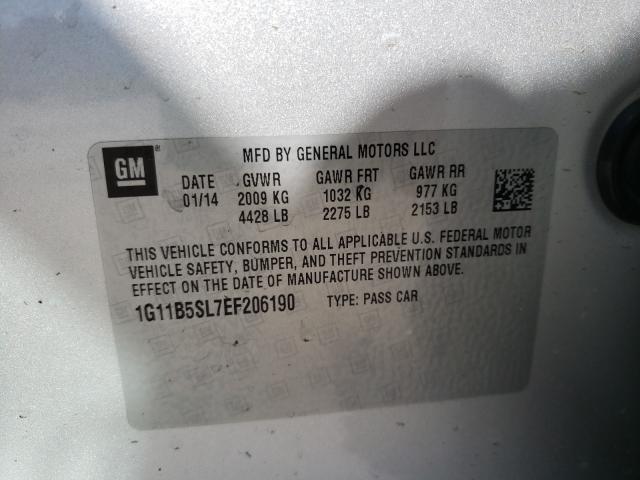 GM ® MFD BY GENERAL MOTORS LLC
DATE GVWR GAWR FRT GAWR RR
01/14 2009 KG 1032 KG 977 KG
4428 LB 2275 LB 2153 LB
THIS VEHICLE CONFORMS TO ALL APPLICABLE U.S. FEDERAL MOTOR
VEHICLE SAFETY, BUMPER, AND THEFT PREVENTION STANDARDS IN
EFFECT ON THE DATE OF MANUFACTURE SHOWN ABOVE.
1G11B5SL7EF206190 TYPE: PASS CAR